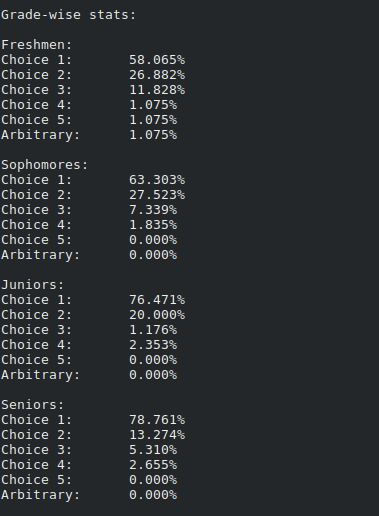 Grade-wise stats:
Freshmen:
Choice 1: 58.065%
Choice 2: 26.882%
Choice 3: 11.828%
Choice 4: 1.075%
Choice 5: 1.075%
Arbitrary: 1.075%
Sophomores:
Choice 1: 63.303%
Choice 2: 27.523%
Choice 3: 7.339%
Choice 4: 1.835%
Choice 5: 0.000%
Arbitrary: 0.000%
Juniors:
Choice 1: 76.471%
Choice 2: 20.000%
Choice 3: 1.176%
Choice 4: 2.353%
Choice 5: 0.000%
Arbitrary: 0.000%
Seniors:
Choice 1: 78.761%
Choice 2: 13.274%
Choice 3: 5.310%
Choice 4: 2.655%
Choice 5: 0.000%
Arbitrary: 0.000%